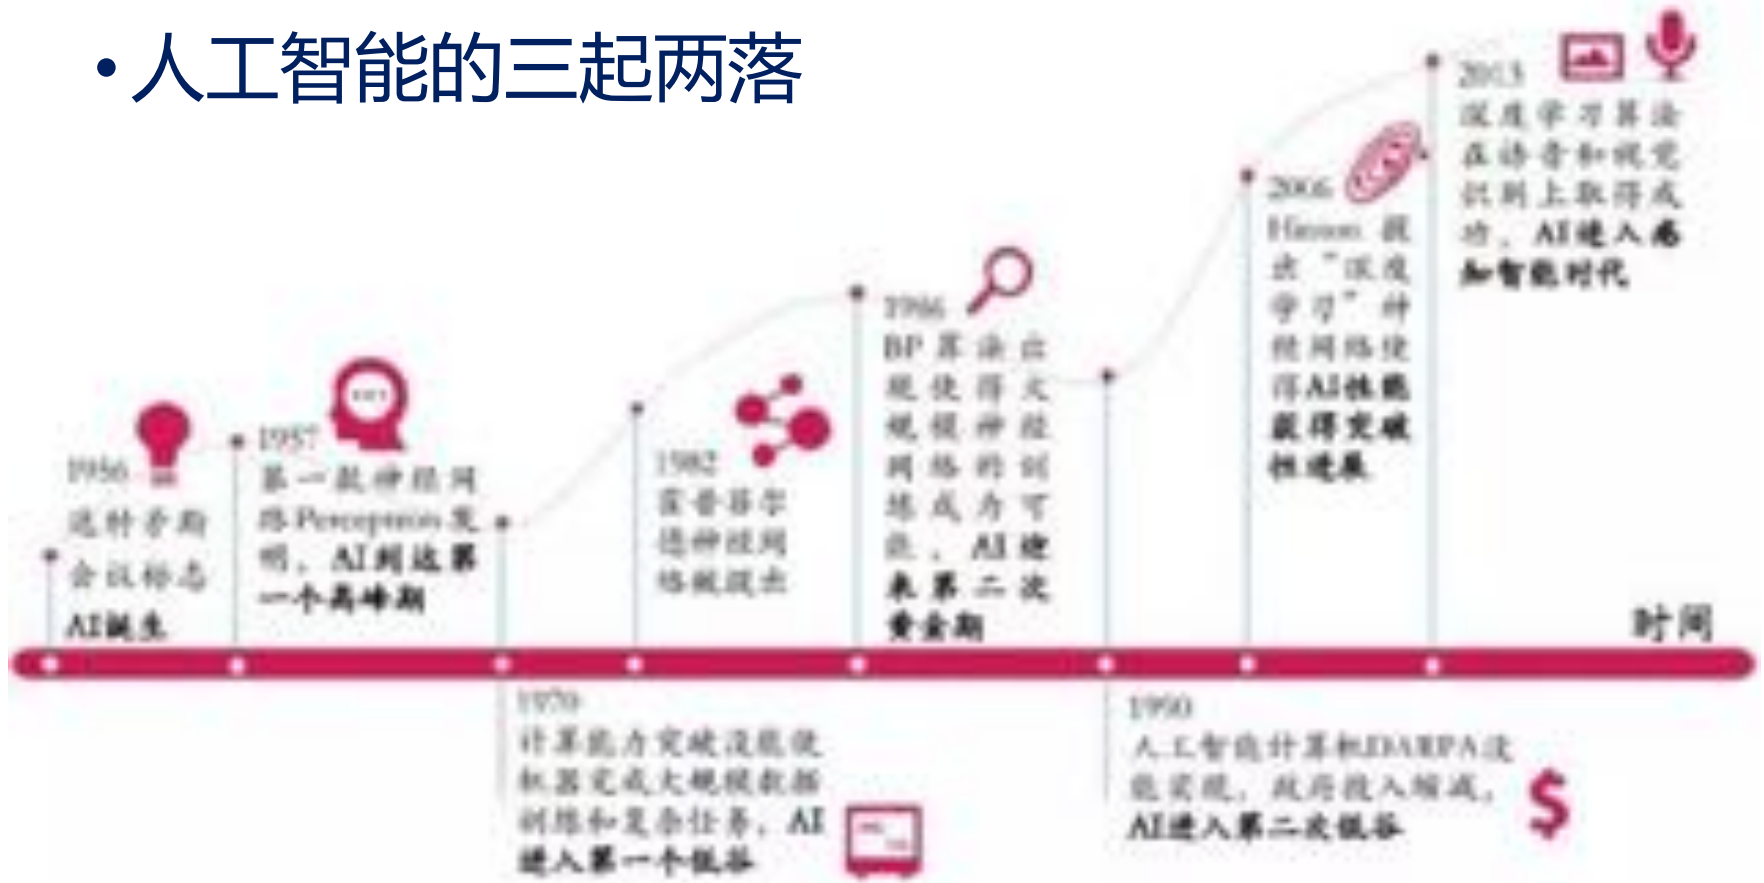 • 人工智能的三起两落
1956
达特茅斯
会议标志
AI诞生
1957
第一款神经网
络Perceptron发
明，AI到达第
一个高峰期
1970
计算能力突破没能使
机器完成大规模数据
训练和复杂任务，AI
进入第一个低谷
1982
霍普菲尔
德神经网
络被提出
1986
BP算法出
现使得大
规模神经
网络的训
练成为可
能，AI迎
来第二次
黄金期
1990
人工智能计算机DARPA没
能实现，政府投入缩减，
AI进入第二次低谷
2006
Hinton 提
出“深度
学习”神
经网络使
得AI性能
获得突破
性进展
2013
深度学习算法
在语音和视觉
识别上取得成
功，AI进入感
知智能时代
时间